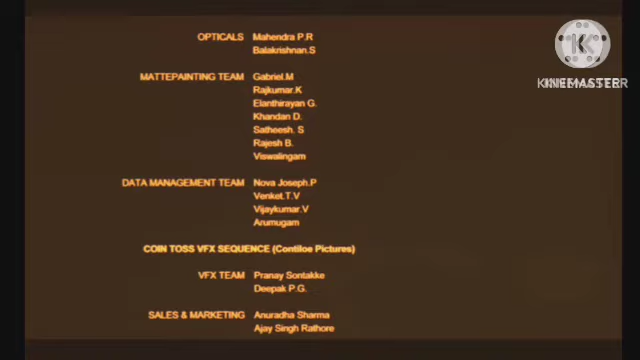 OPTICALS Mahendra P.R
Balakrishnan.S
MATTEPAINTING TEAM Gabriel.M
Rajkumar.K
Elanthirayan G.
Khandan D.
Satheesh. S
Rajesh B.
Viswalingam
DATA MANAGEMENT TEAM Nova Joseph.P
Venket.T.V
Vijaykumar.V
Arumugam
COIN TOSS VFX SEQUENCE (Contiloe Pictures)
VFX TEAM Pranay Sontakke
Deepak P.G.
SALES & MARKETING Anuradha Sharma
Ajay Singh Rathore
KINEMASTER